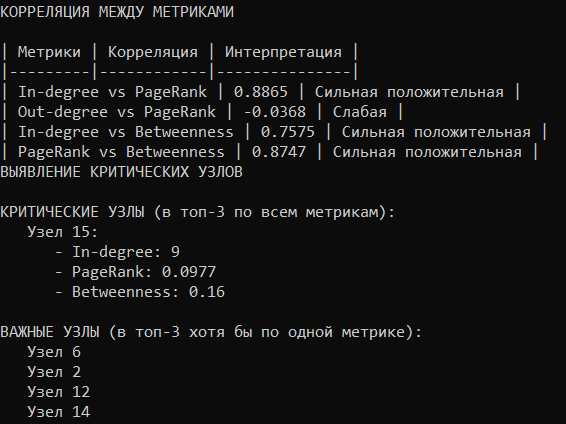 КОРРЕЛЯЦИЯ МЕЖДУ МЕТРИКАМИ
| Метрики | Корреляция | Интерпретация |
|---------|------------|---------------|
| In-degree vs PageRank | 0.8865 | Сильная положительная |
| Out-degree vs PageRank | -0.0368 | Слабая |
| In-degree vs Betweenness | 0.7575 | Сильная положительная |
| PageRank vs Betweenness | 0.8747 | Сильная положительная |
ВЫЯВЛЕНИЕ КРИТИЧЕСКИХ УЗЛОВ
КРИТИЧЕСКИЕ УЗЛЫ (в топ-3 по всем метрикам):
Узел 15:
- In-degree: 9
- PageRank: 0.0977
- Betweenness: 0.16
ВАЖНЫЕ УЗЛЫ (в топ-3 хотя бы по одной метрике):
Узел 6
Узел 2
Узел 12
Узел 14